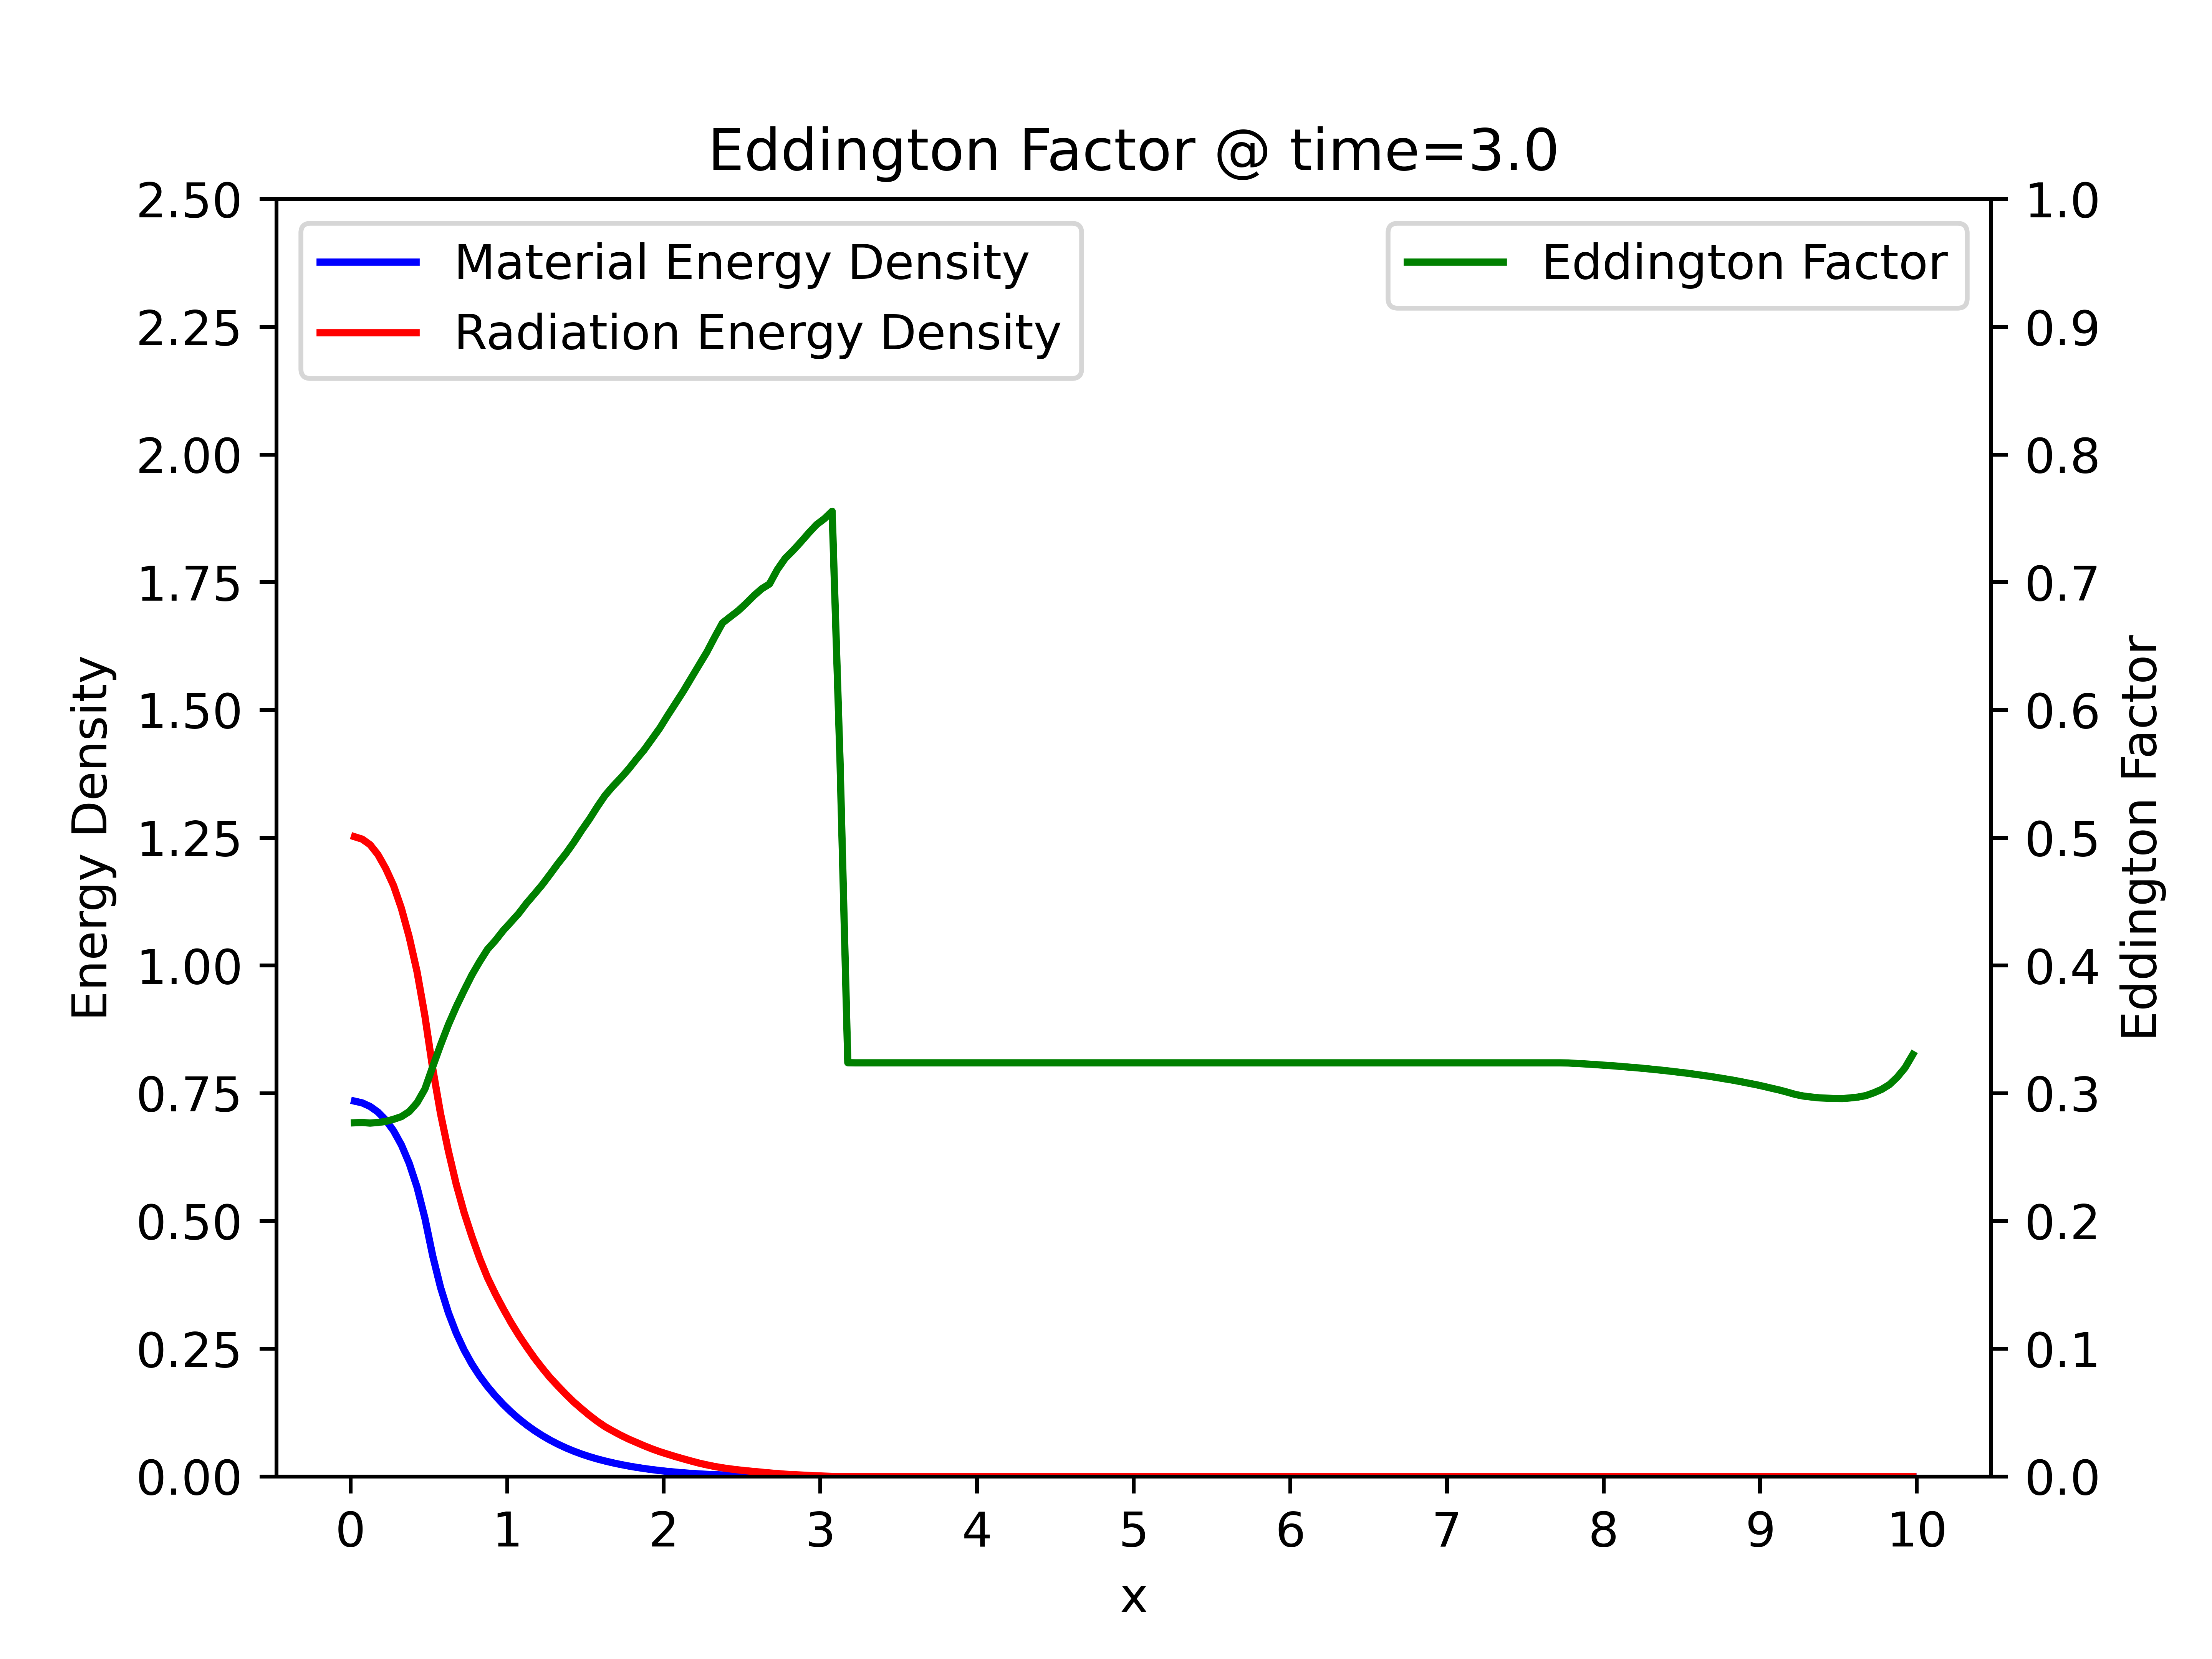 Eddington Factor @ time=3.0
Material Energy Density
Radiation Energy Density
Eddington Factor
2.50
2.25
2.00
1.75
1.50
1.25
1.00
0.75
0.50
0.25
0.00
Energy Density
1.0
0.9
0.8
0.7
0.6
0.5
0.4
0.3
0.2
0.1
0.0
Eddington Factor
0 1 2 3 4 5 6 7 8 9 10
x